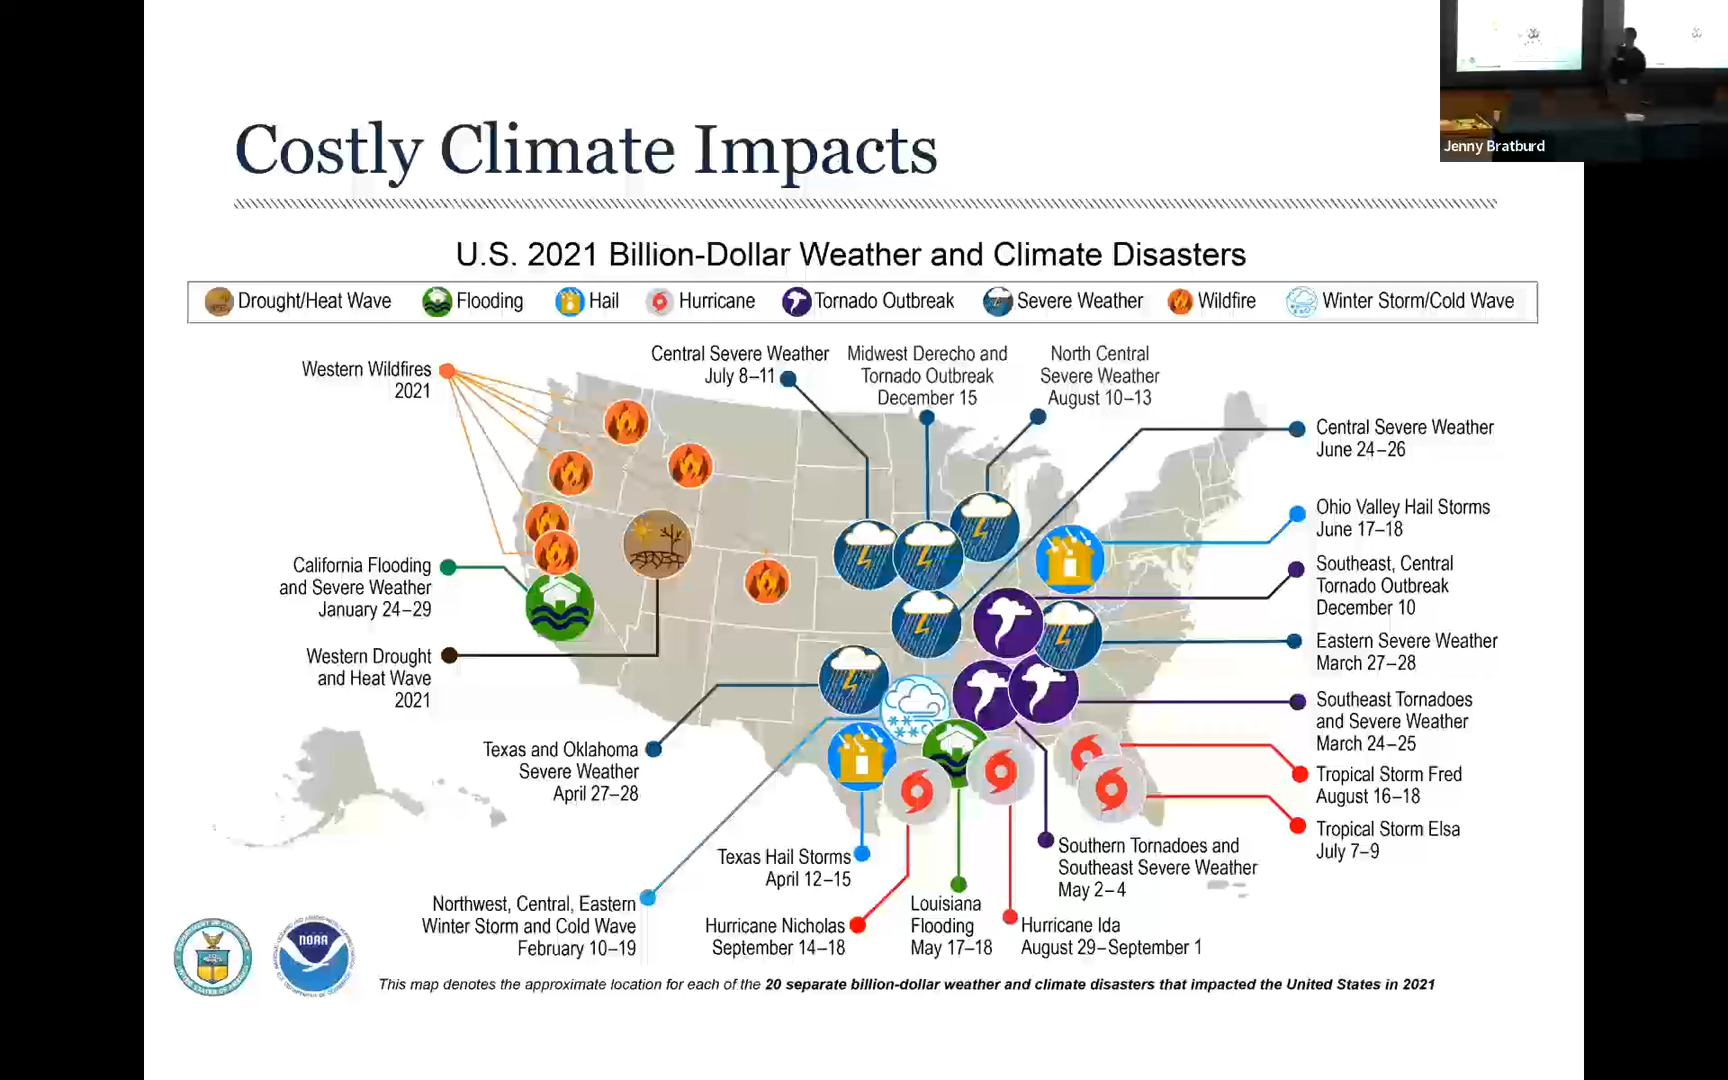 Jenny Bratburd
Costly Climate Impacts
U.S. 2021 Billion-Dollar Weather and Climate Disasters
Drought/Heat Wave
Flooding
Hail
Hurricane
Tornado Outbreak
Severe Weather
Wildfire
Winter Storm/Cold Wave
Western Wildfires
2021
Central Severe Weather
July 8–11
Midwest Derecho and
Tornado Outbreak
December 15
North Central
Severe Weather
August 10–13
Central Severe Weather
June 24–26
Ohio Valley Hail Storms
June 17–18
Southeast, Central
Tornado Outbreak
December 10
Eastern Severe Weather
March 27–28
Southeast Tornadoes
and Severe Weather
March 24–25
Tropical Storm Fred
August 16–18
Tropical Storm Elsa
July 7–9
California Flooding
and Severe Weather
January 24–29
Western Drought
and Heat Wave
2021
Texas and Oklahoma
Severe Weather
April 27–28
Texas Hail Storms
April 12–15
Northwest, Central, Eastern
Winter Storm and Cold Wave
February 10–19
Hurricane Nicholas
September 14–18
Louisiana
Flooding
May 17–18
Hurricane Ida
August 29–September 1
Southern Tornadoes and
Southeast Severe Weather
May 2–4
NOAA
This map denotes the approximate location for each of the 20 separate billion-dollar weather and climate disasters that impacted the United States in 2021